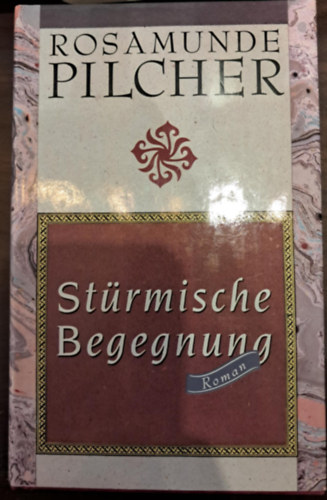 ROSAMUNDE
PILCHER
Stürmische
Begegnung
Roman